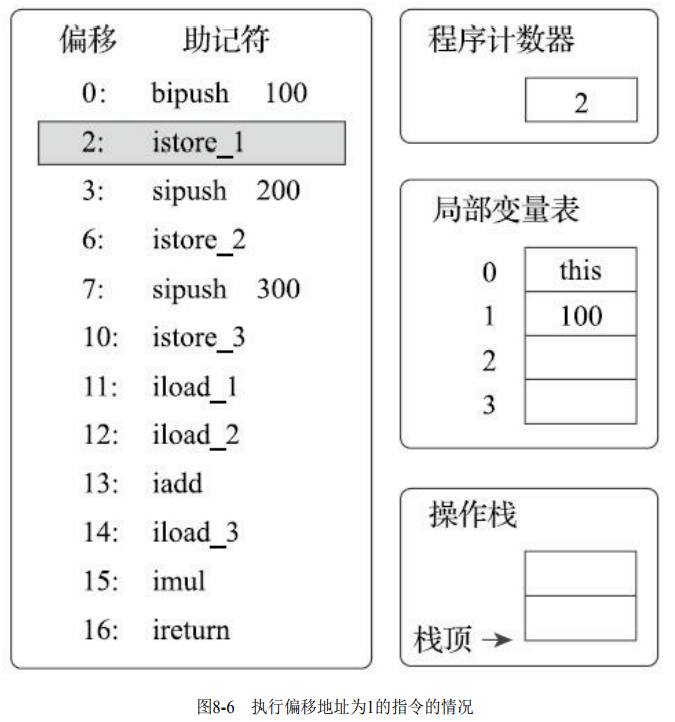 偏移 助记符
0: bipush 100
2: istore_1
3: sipush 200
6: istore_2
7: sipush 300
10: istore_3
11: iload_1
12: iload_2
13: iadd
14: iload_3
15: imul
16: ireturn
程序计数器
2
局部变量表
0 this
1 100
2
3
操作栈
栈顶
图8-6 执行偏移地址为1的指令的情况